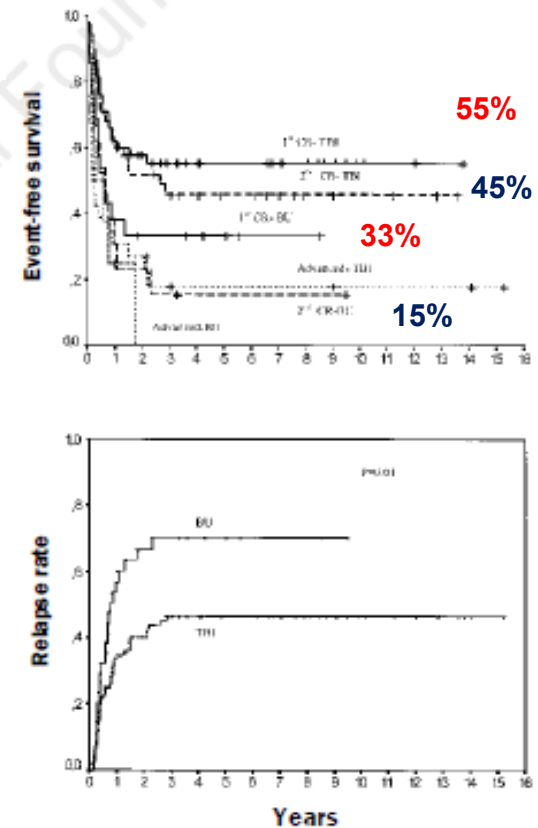 Event-free survival
1,0
,8
,6
,4
,2
0,0
55%
45%
33%
15%
1st CR - TBI
2nd CR - TBI
1st CR - BU
Advanced - TBI
2nd CR-BU
Advanced-BU
0 1 2 3 4 5 6 7 8 9 10 11 12 13 14 15 16
Relapse rate
1,0
,8
,6
,4
,2
0,0
BU
TBI
0 1 2 3 4 5 6 7 8 9 10 11 12 13 14 15 16
Years